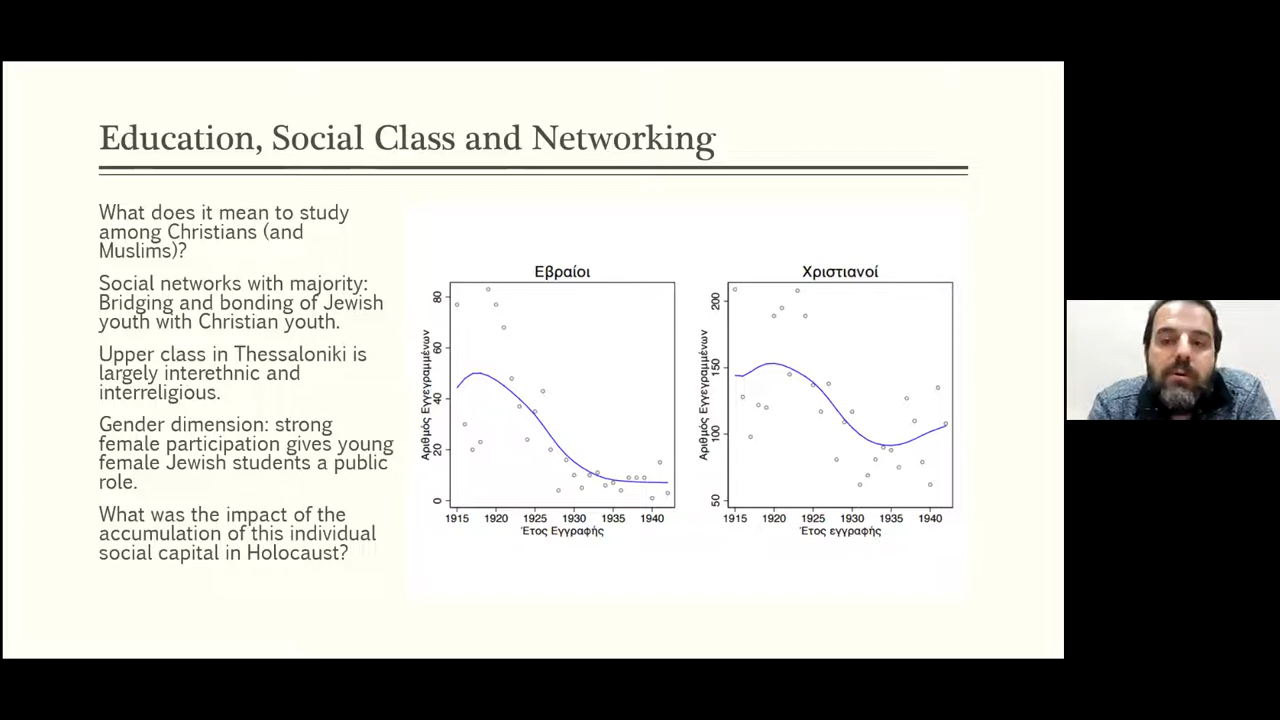 Education, Social Class and Networking
What does it mean to study
among Christians (and
Muslims)?
Social networks with majority:
Bridging and bonding of Jewish
youth with Christian youth.
Upper class in Thessaloniki is
largely interethnic and
interreligious.
Gender dimension: strong
female participation gives young
female Jewish students a public
role.
What was the impact of the
accumulation of this individual
social capital in Holocaust?
Εβραίοι
Αριθμός Εγγεγραμμένων
80
60
40
20
0
1915 1920 1925 1930 1935 1940
Έτος Εγγραφής
Χριστιανοί
Αριθμός Εγγεγραμμένων
200
150
100
50
1915 1920 1925 1930 1935 1940
Έτος εγγραφής